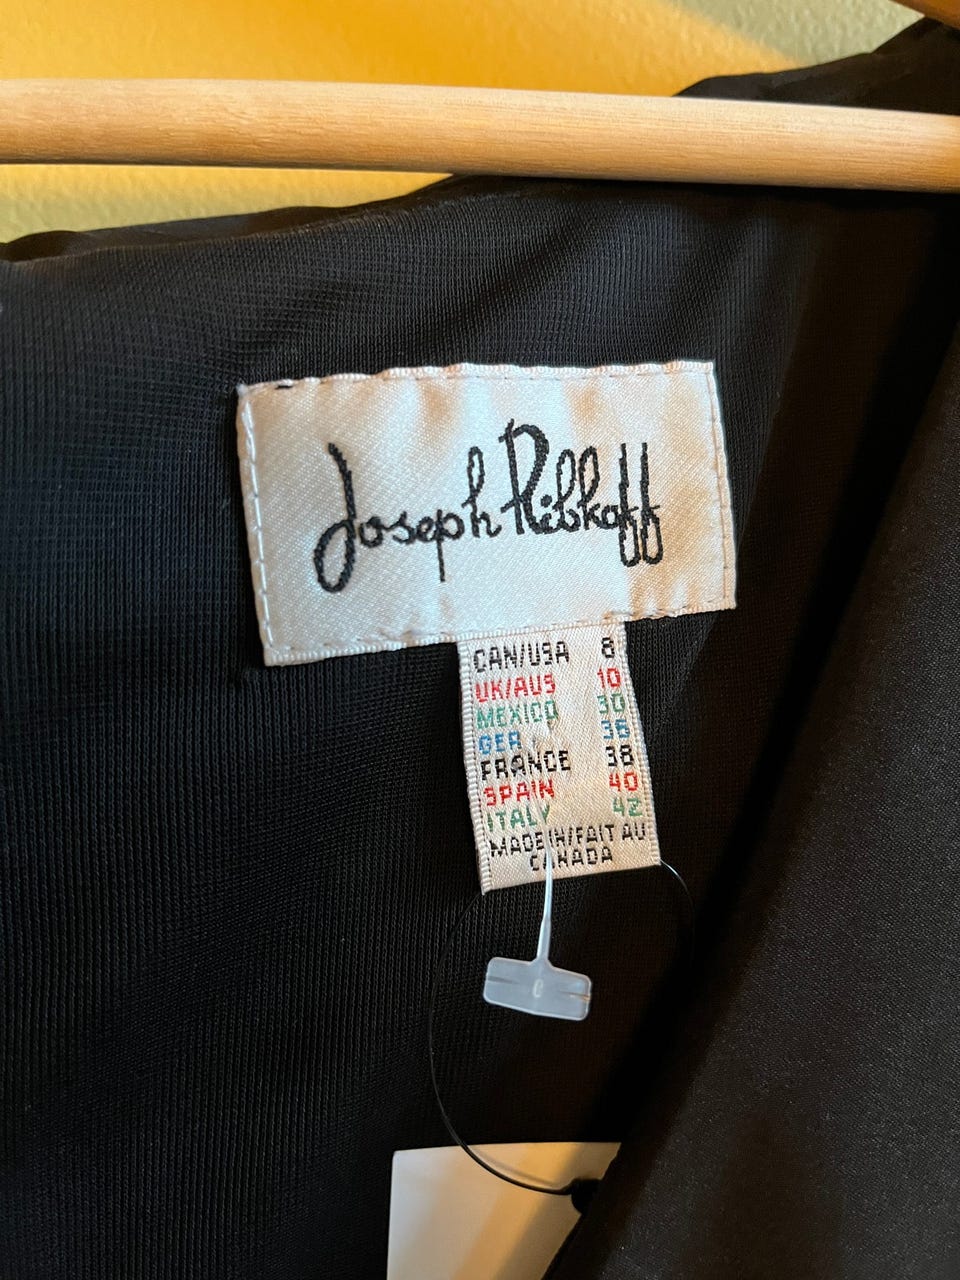 Joseph Ribkoff
CAN/USA 8
UK/AUS 10
MEXICO 30
GER 36
FRANCE 38
SPAIN 40
ITALY 42
MADE IN/FAIT AU
CANADA